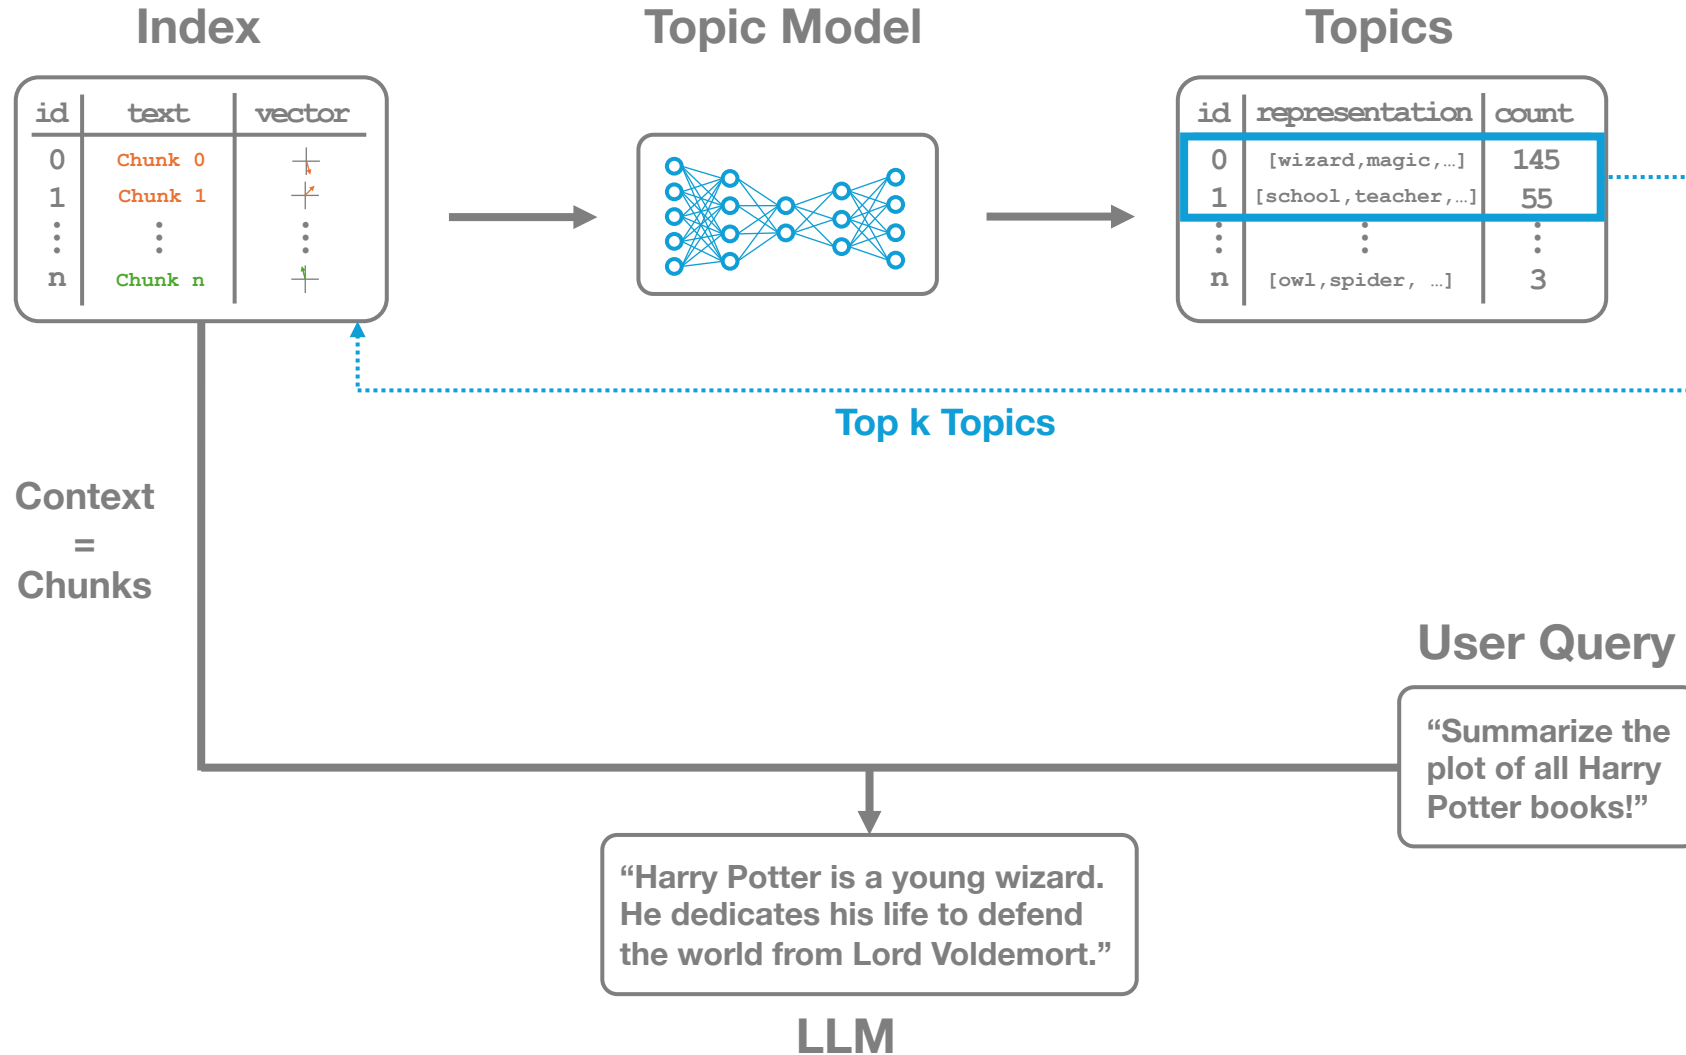 Index
Topic Model
Topics
id text vector
0 Chunk 0
1 Chunk 1
n Chunk n
id representation count
0 [wizard,magic,…] 145
1 [school,teacher,…] 55
n [owl,spider, …] 3
Top k Topics
Context
=
Chunks
User Query
“Summarize the
plot of all Harry
Potter books!”
“Harry Potter is a young wizard.
He dedicates his life to defend
the world from Lord Voldemort.”
LLM